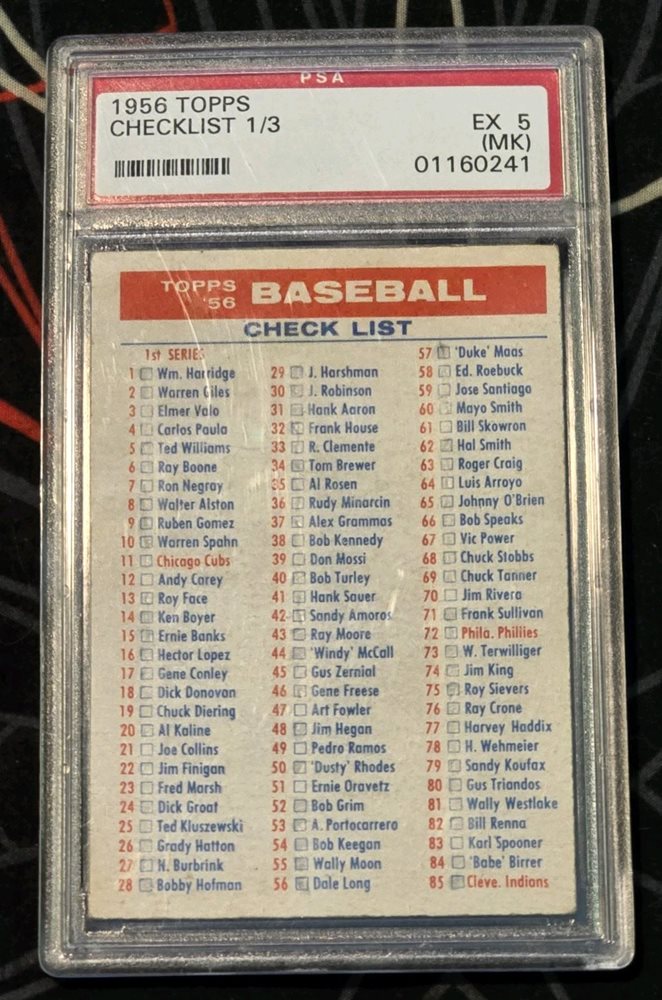 PSA
1956 TOPPS
CHECKLIST 1/3
EX 5
(MK)
01160241
TOPPS
'56
BASEBALL
CHECK LIST
1st SERIES
1 Wm. Harridge
2 Warren Giles
3 Elmer Valo
4 Carlos Paula
5 Ted Williams
6 Ray Boone
7 Ron Negray
8 Walter Alston
9 Ruben Gomez
10 Warren Spahn
11 Chicago Cubs
12 Andy Carey
13 Roy Face
14 Ken Boyer
15 Ernie Banks
16 Hector Lopez
17 Gene Conley
18 Dick Donovan
19 Chuck Diering
20 Al Kaline
21 Joe Collins
22 Jim Finigan
23 Fred Marsh
24 Dick Groat
25 Ted Kluszewski
26 Grady Hatton
27 N. Burbrink
28 Bobby Hofman
29 J. Harshman
30 J. Robinson
31 Hank Aaron
32 Frank House
33 R. Clemente
34 Tom Brewer
35 Al Rosen
36 Rudy Minarcin
37 Alex Grammas
38 Bob Kennedy
39 Don Mossi
40 Bob Turley
41 Hank Sauer
42 Sandy Amoros
43 Ray Moore
44 'Windy' McCall
45 Gus Zernial
46 Gene Freese
47 Art Fowler
48 Jim Hegan
49 Pedro Ramos
50 'Dusty' Rhodes
51 Ernie Oravetz
52 Bob Grim
53 A. Portocarrero
54 Bob Keegan
55 Wally Moon
56 Dale Long
57 'Duke' Maas
58 Ed. Roebuck
59 Jose Santiago
60 Mayo Smith
61 Bill Skowron
62 Hal Smith
63 Roger Craig
64 Luis Arroyo
65 Johnny O'Brien
66 Bob Speaks
67 Vic Power
68 Chuck Stobbs
69 Chuck Tanner
70 Jim Rivera
71 Frank Sullivan
72 Phila. Phillies
73 W. Terwilliger
74 Jim King
75 Roy Sievers
76 Ray Crone
77 Harvey Haddix
78 H. Wehmeier
79 Sandy Koufax
80 Gus Triandos
81 Wally Westlake
82 Bill Renna
83 Karl Spooner
84 'Babe' Birrer
85 Cleve. Indians